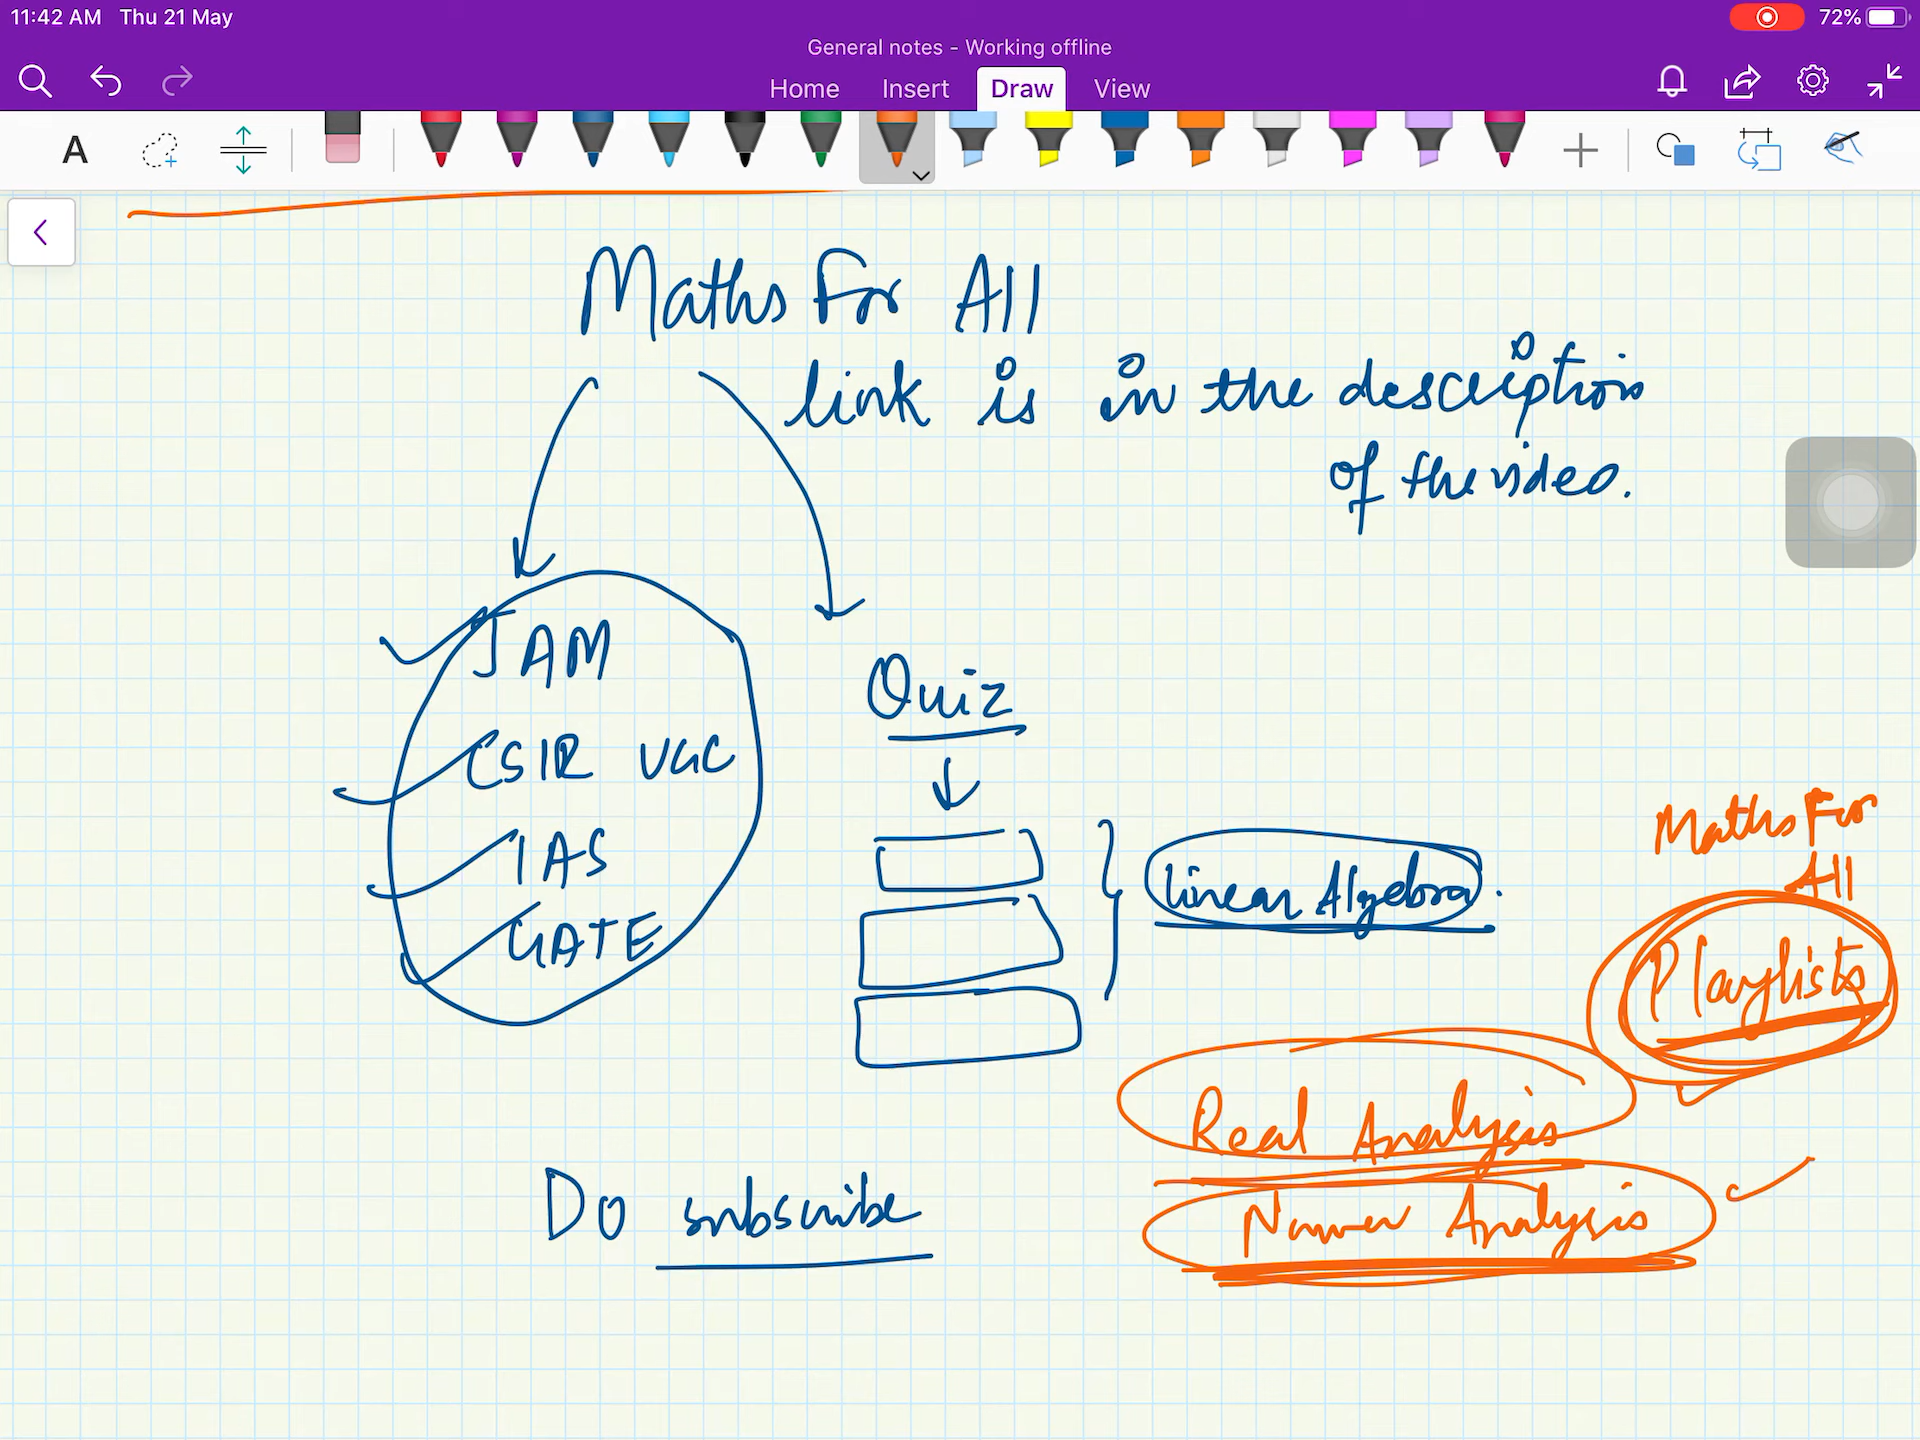 11:42 AM Thu 21 May
72%
General notes - Working offline
Home Insert Draw View
A
Maths For All
link is in the description
of the video.
JAM
CSIR UGC
IAS
GATE
Quiz
Linear Algebra.
Maths For
All
Playlists
Real Analysis
Numer Analysis
Do subscribe